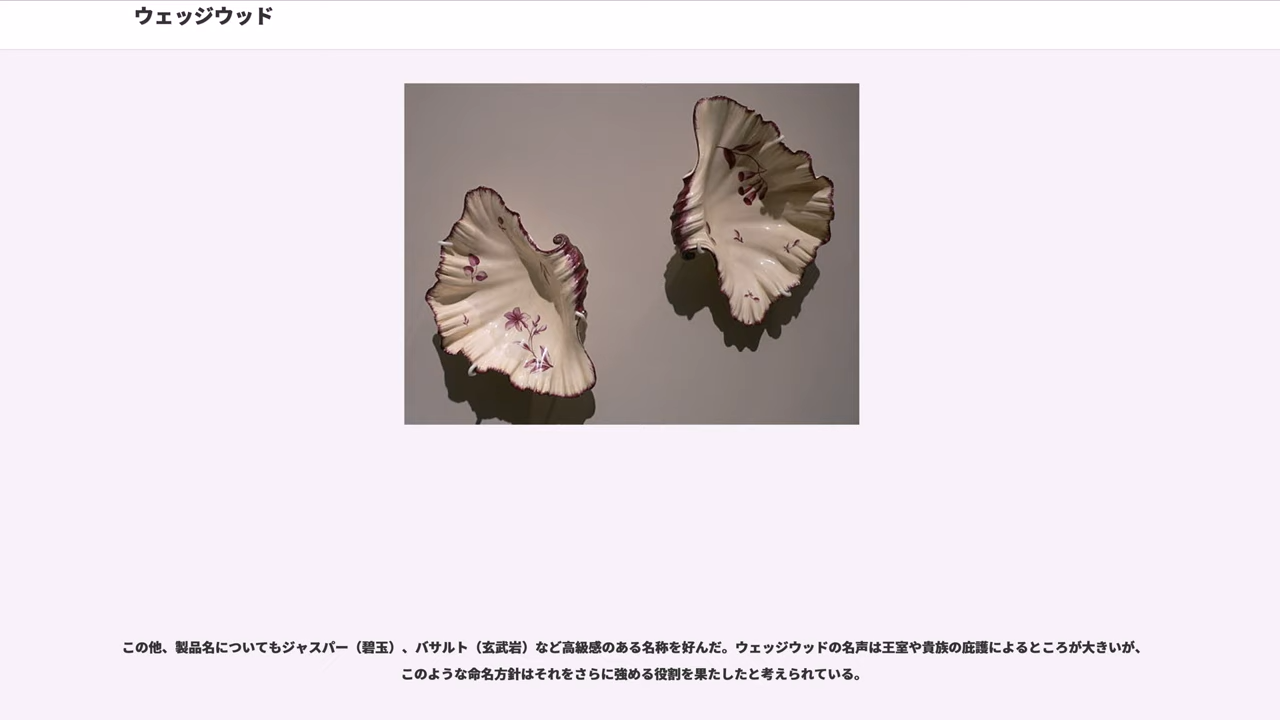 ウェッジウッド
この他、製品名についてもジャスパー（碧玉）、バサルト（玄武岩）など高級感のある名称を好んだ。ウェッジウッドの名声は王室や貴族の庇護によるところが大きいが、
このような命名方針はそれをさらに強める役割を果たしたと考えられている。